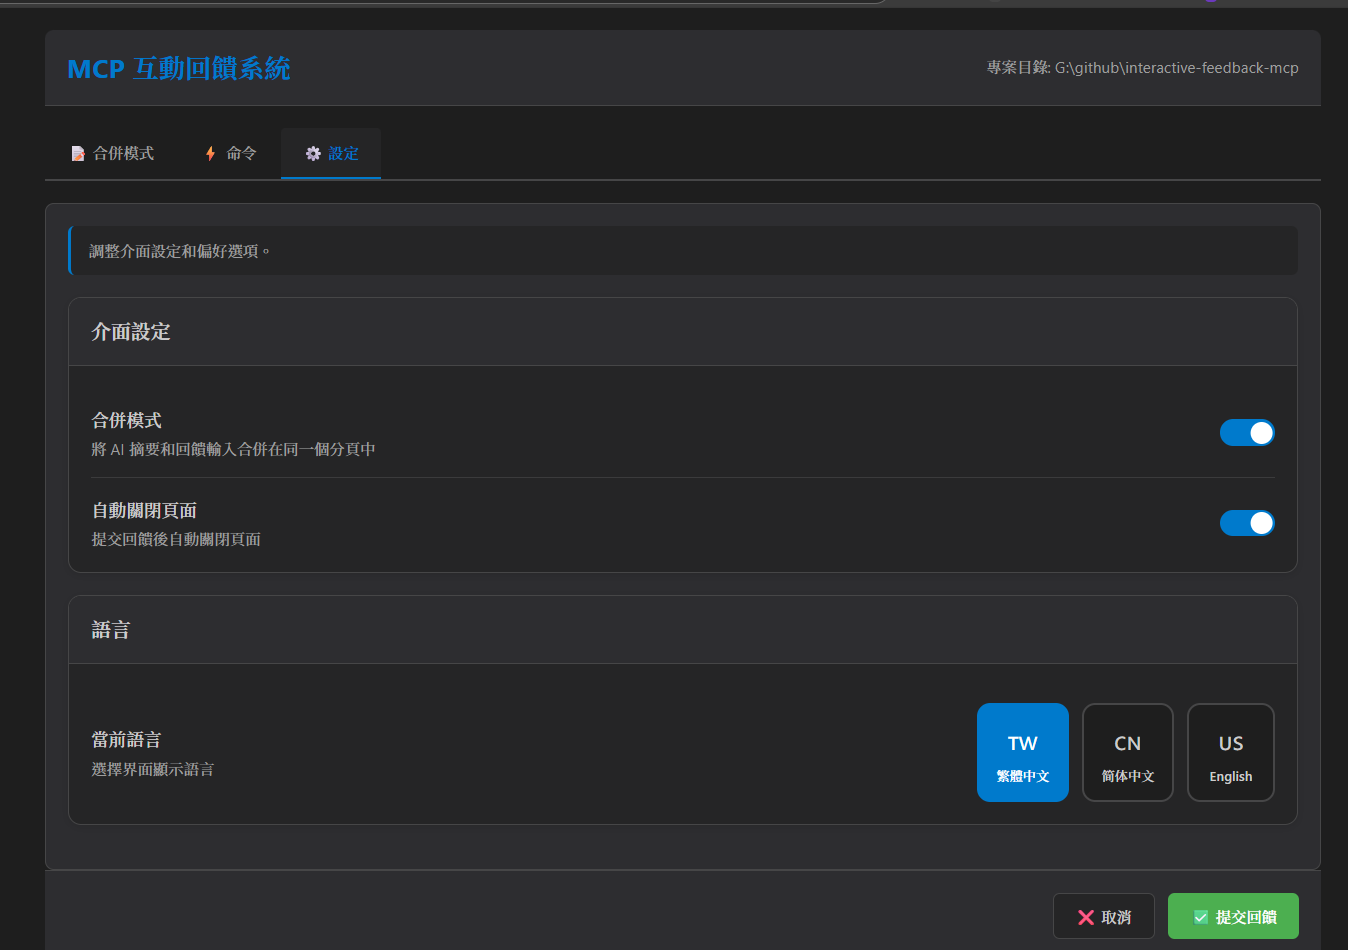 MCP 互動回饋系統
專案目錄: G:\github\interactive-feedback-mcp
合併模式
命令
設定
調整介面設定和偏好選項。
介面設定
合併模式
將 AI 摘要和回饋輸入合併在同一個分頁中
自動關閉頁面
提交回饋後自動關閉頁面
語言
當前語言
選擇界面顯示語言
TW
繁體中文
CN
简体中文
US
English
取消
提交回饋